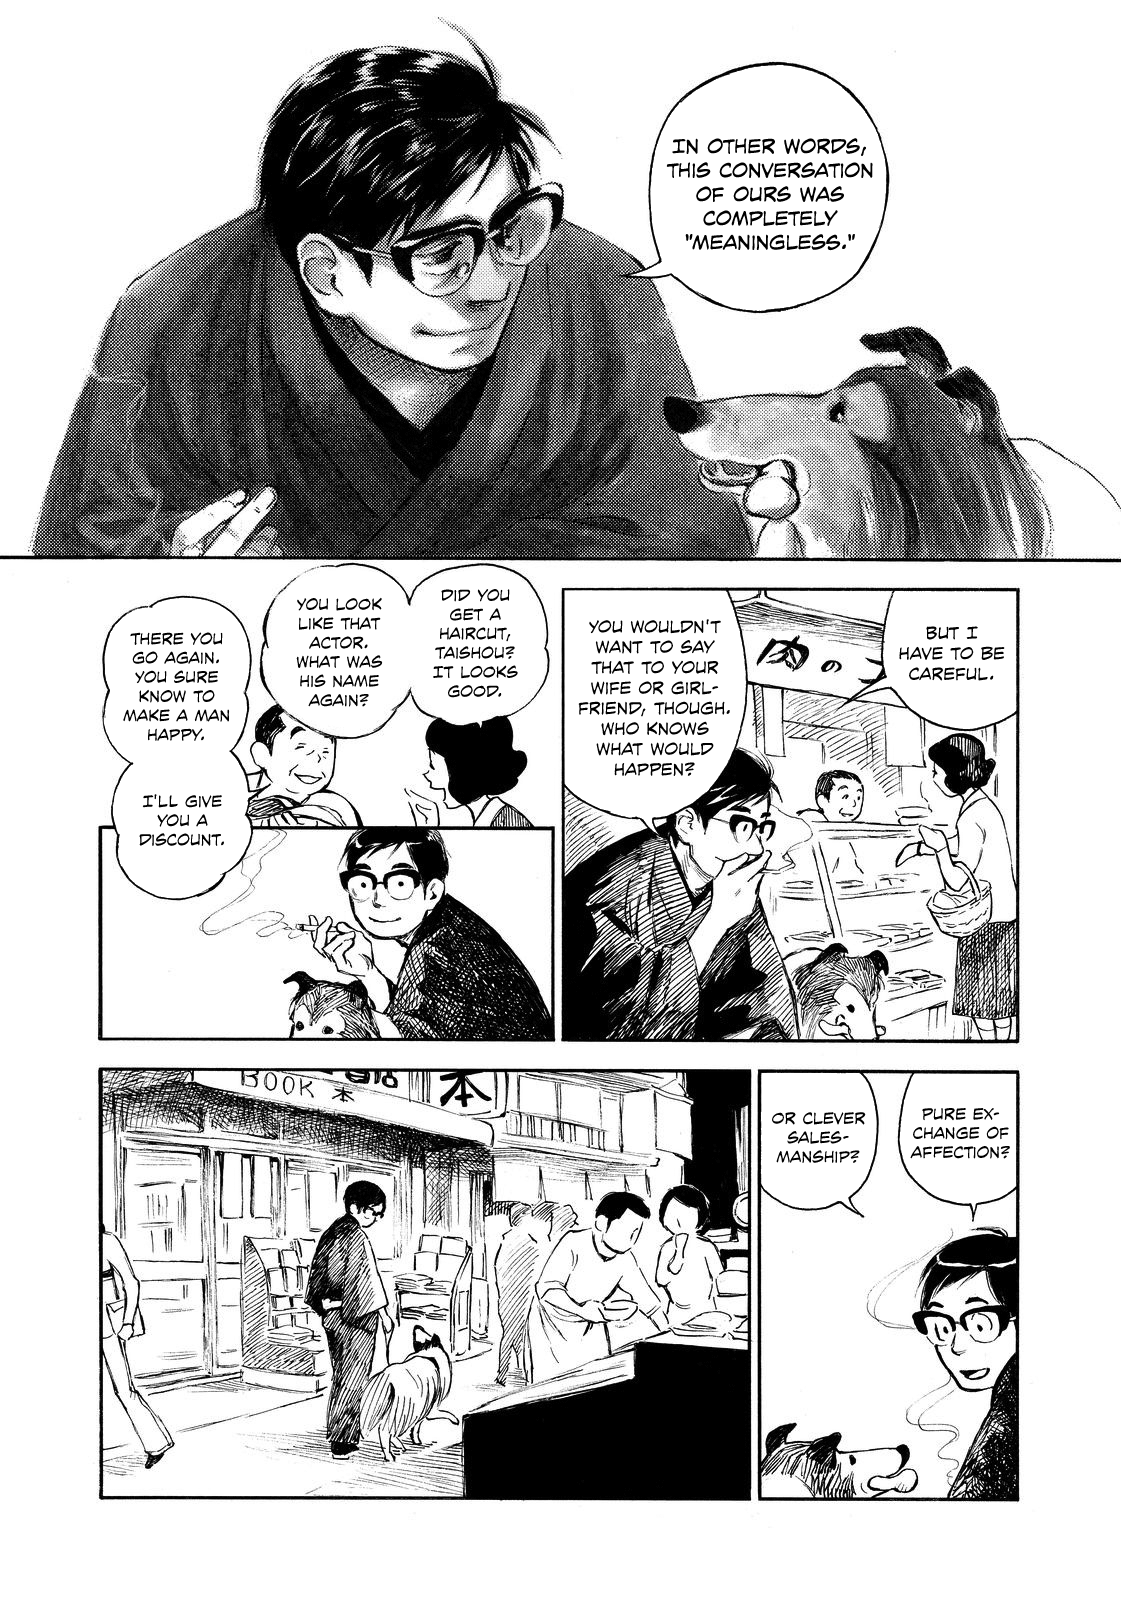 IN OTHER WORDS,
THIS CONVERSATION
OF OURS WAS
COMPLETELY
"MEANINGLESS."
BUT I
HAVE TO BE
CAREFUL.
YOU WOULDN'T
WANT TO SAY
THAT TO YOUR
WIFE OR GIRL-
FRIEND, THOUGH.
WHO KNOWS
WHAT WOULD
HAPPEN?
肉の
DID YOU
GET A
HAIRCUT,
TAISHOU?
IT LOOKS
GOOD.
YOU LOOK
LIKE THAT
ACTOR.
WHAT WAS
HIS NAME
AGAIN?
THERE YOU
GO AGAIN.
YOU SURE
KNOW TO
MAKE A MAN
HAPPY.
I'LL GIVE
YOU A
DISCOUNT.
PURE EX-
CHANGE OF
AFFECTION?
OR CLEVER
SALES-
MANSHIP?
BOOK 本
本